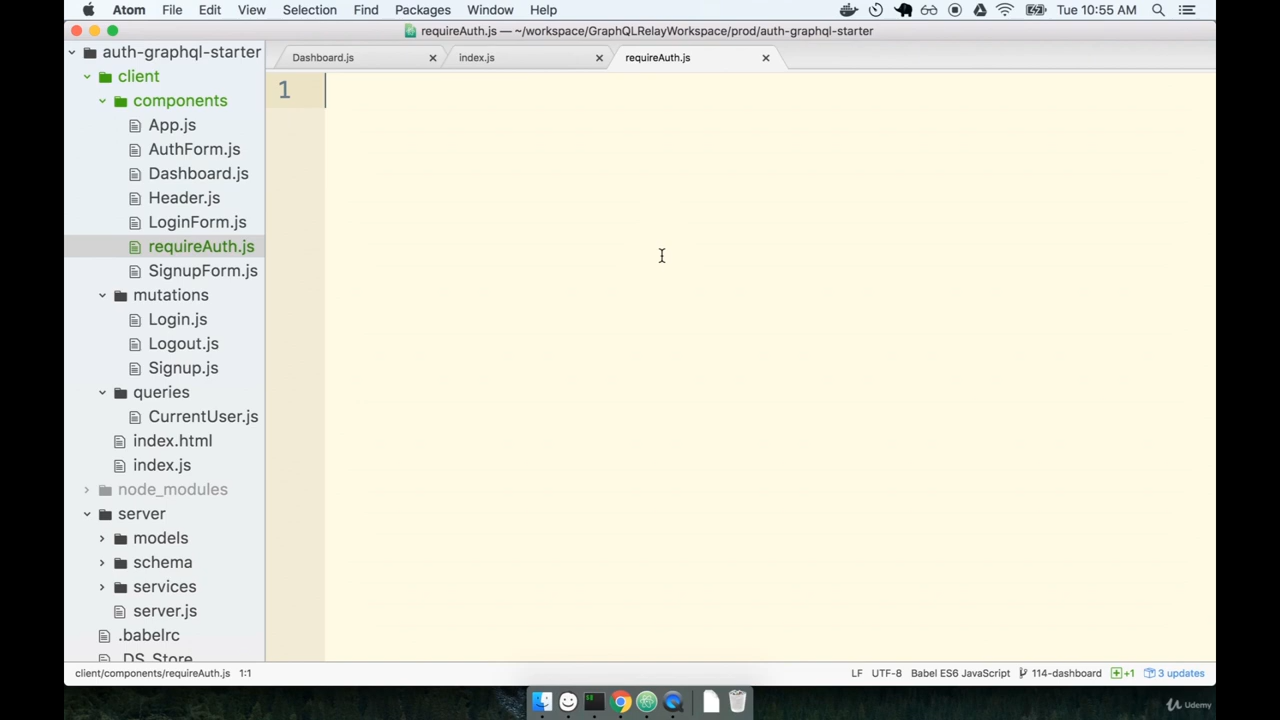 Atom File Edit View Selection Find Packages Window Help Tue 10:55 AM
requireAuth.js — ~/workspace/GraphQLRelayWorkspace/prod/auth-graphql-starter
auth-graphql-starter
Dashboard.js
index.js
requireAuth.js
client
1
components
App.js
AuthForm.js
Dashboard.js
Header.js
LoginForm.js
requireAuth.js
SignupForm.js
mutations
Login.js
Logout.js
Signup.js
queries
CurrentUser.js
index.html
index.js
node_modules
server
models
schema
services
server.js
.babelrc
.DS_Store
client/components/requireAuth.js 1:1 LF UTF-8 Babel ES6 JavaScript 114-dashboard +1 3 updates
Udemy